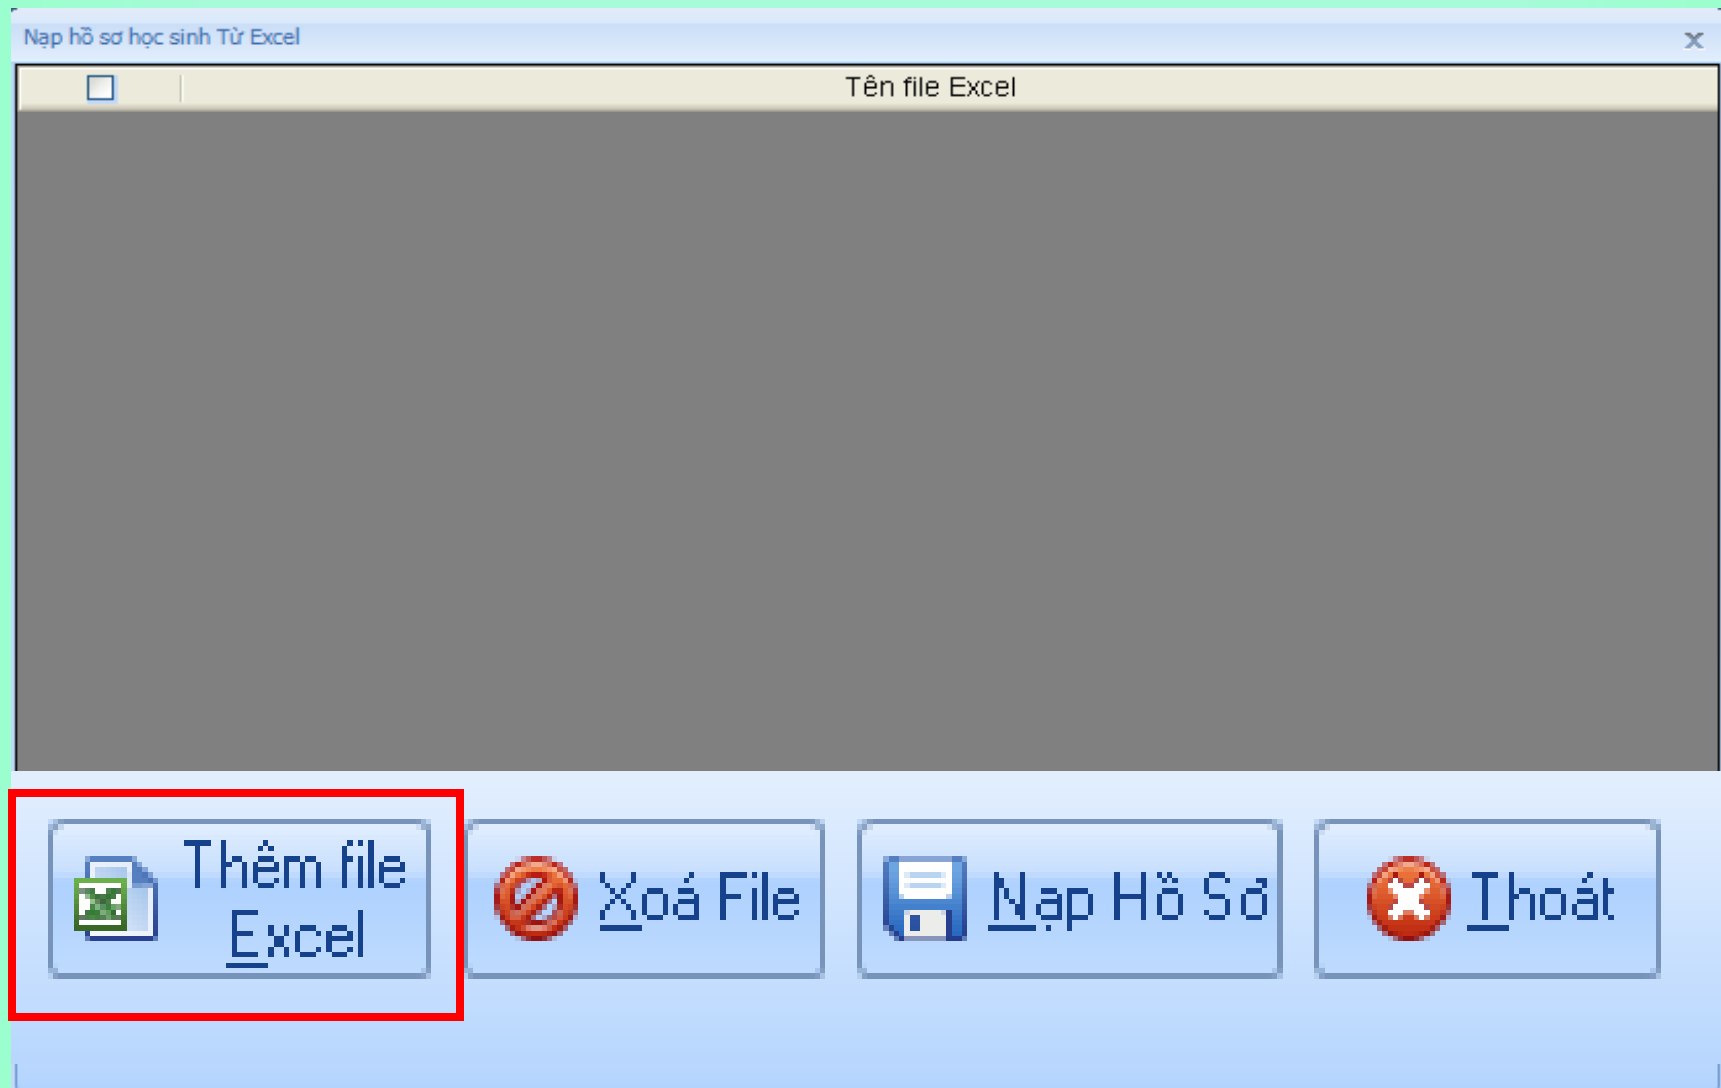 Nạp hồ sơ học sinh Từ Excel
Tên file Excel
Thêm file
Excel
Xoá File
Nạp Hồ Sơ
Thoát